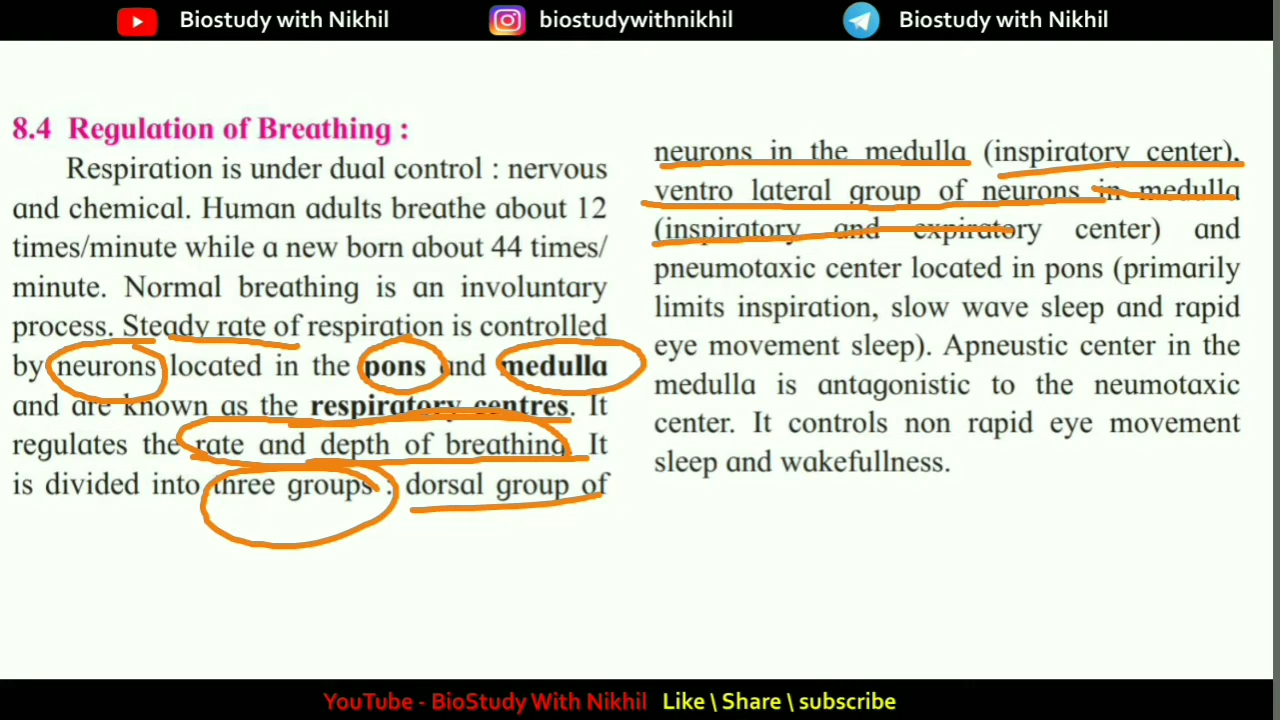 Biostudy with Nikhil
biostudywithnikhil
Biostudy with Nikhil
8.4 Regulation of Breathing :
Respiration is under dual control : nervous
and chemical. Human adults breathe about 12
times/minute while a new born about 44 times/
minute. Normal breathing is an involuntary
process. Steady rate of respiration is controlled
by neurons located in the pons and medulla
and are known as the respiratory centres. It
regulates the rate and depth of breathing. It
is divided into three groups : dorsal group of
neurons in the medulla (inspiratory center),
ventro lateral group of neurons in medulla
(inspiratory and expiratory center) and
pneumotaxic center located in pons (primarily
limits inspiration, slow wave sleep and rapid
eye movement sleep). Apneustic center in the
medulla is antagonistic to the neumotaxic
center. It controls non rapid eye movement
sleep and wakefullness.
YouTube - BioStudy With Nikhil Like \ Share \ subscribe